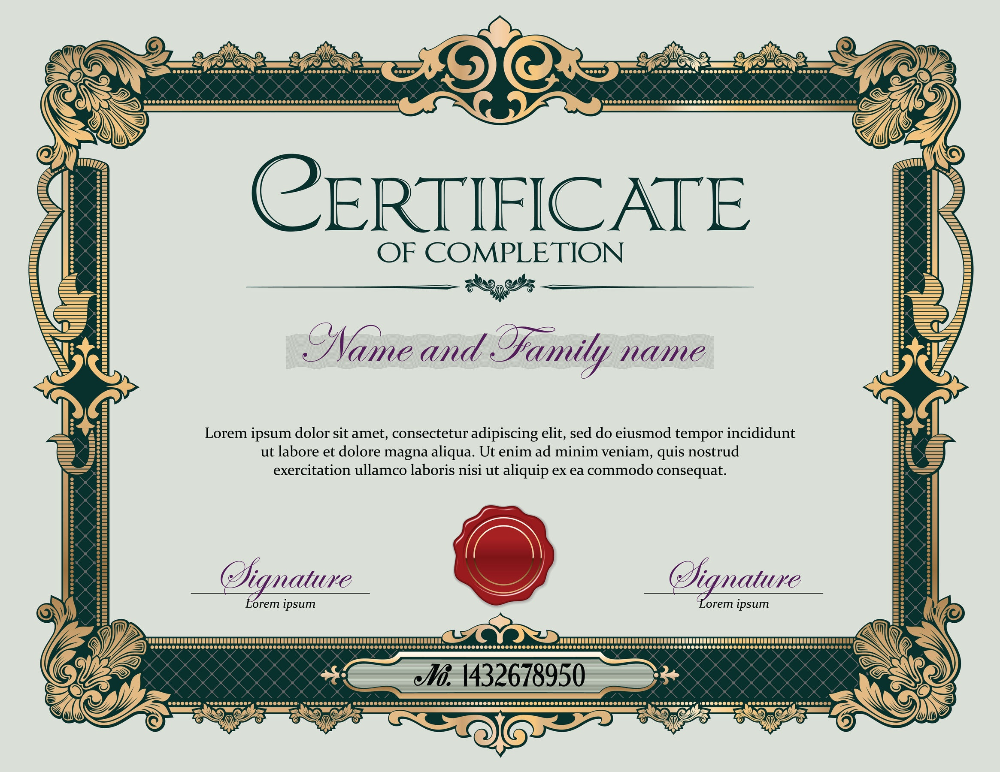 CERTIFICATE
OF COMPLETION
Name and Family name
Lorem ipsum dolor sit amet, consectetur adipiscing elit, sed do eiusmod tempor incididunt
ut labore et dolore magna aliqua. Ut enim ad minim veniam, quis nostrud
exercitation ullamco laboris nisi ut aliquip ex ea commodo consequat.
Signature
Lorem ipsum
Signature
Lorem ipsum
No. 1432678950